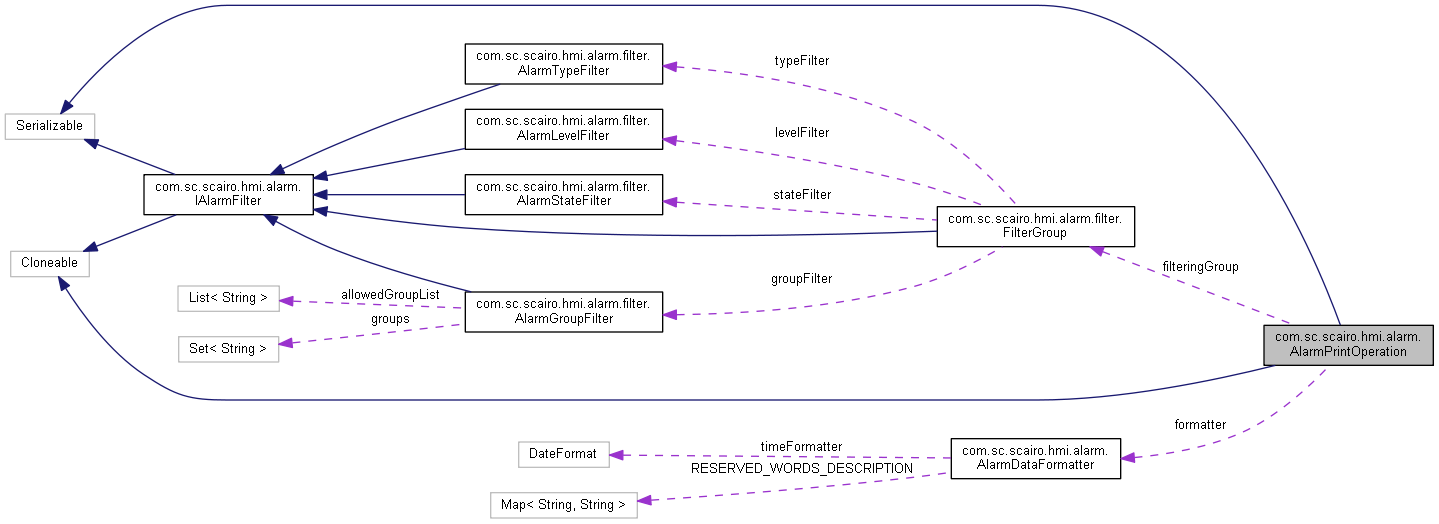 com.sc.scairo.hmi.alarm.filter.
AlarmTypeFilter
typeFilter
Serializable
com.sc.scairo.hmi.alarm.filter.
AlarmLevelFilter
levelFilter
com.sc.scairo.hmi.alarm.
IAlarmFilter
com.sc.scairo.hmi.alarm.filter.
AlarmStateFilter
stateFilter
com.sc.scairo.hmi.alarm.filter.
FilterGroup
Cloneable
filteringGroup
groupFilter
List< String >
allowedGroupList
com.sc.scairo.hmi.alarm.filter.
AlarmGroupFilter
groups
Set< String >
com.sc.scairo.hmi.alarm.
AlarmPrintOperation
formatter
DateFormat
timeFormatter
com.sc.scairo.hmi.alarm.
AlarmDataFormatter
RESERVED_WORDS_DESCRIPTION
Map< String, String >